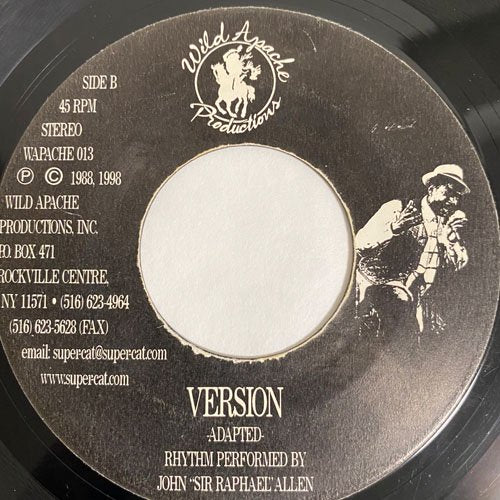 Wild Apache
Productions
SIDE B
45 RPM
STEREO
WAPACHE 013
Ⓟ © 1988, 1998
WILD APACHE
PRODUCTIONS, INC.
P.O. BOX 471
ROCKVILLE CENTRE,
NY 11571 • (516) 623-4964
(516) 623-5628 (FAX)
email: supercat@supercat.com
www.supercat.com
VERSION
-ADAPTED-
RHYTHM PERFORMED BY
JOHN "SIR RAPHAEL" ALLEN